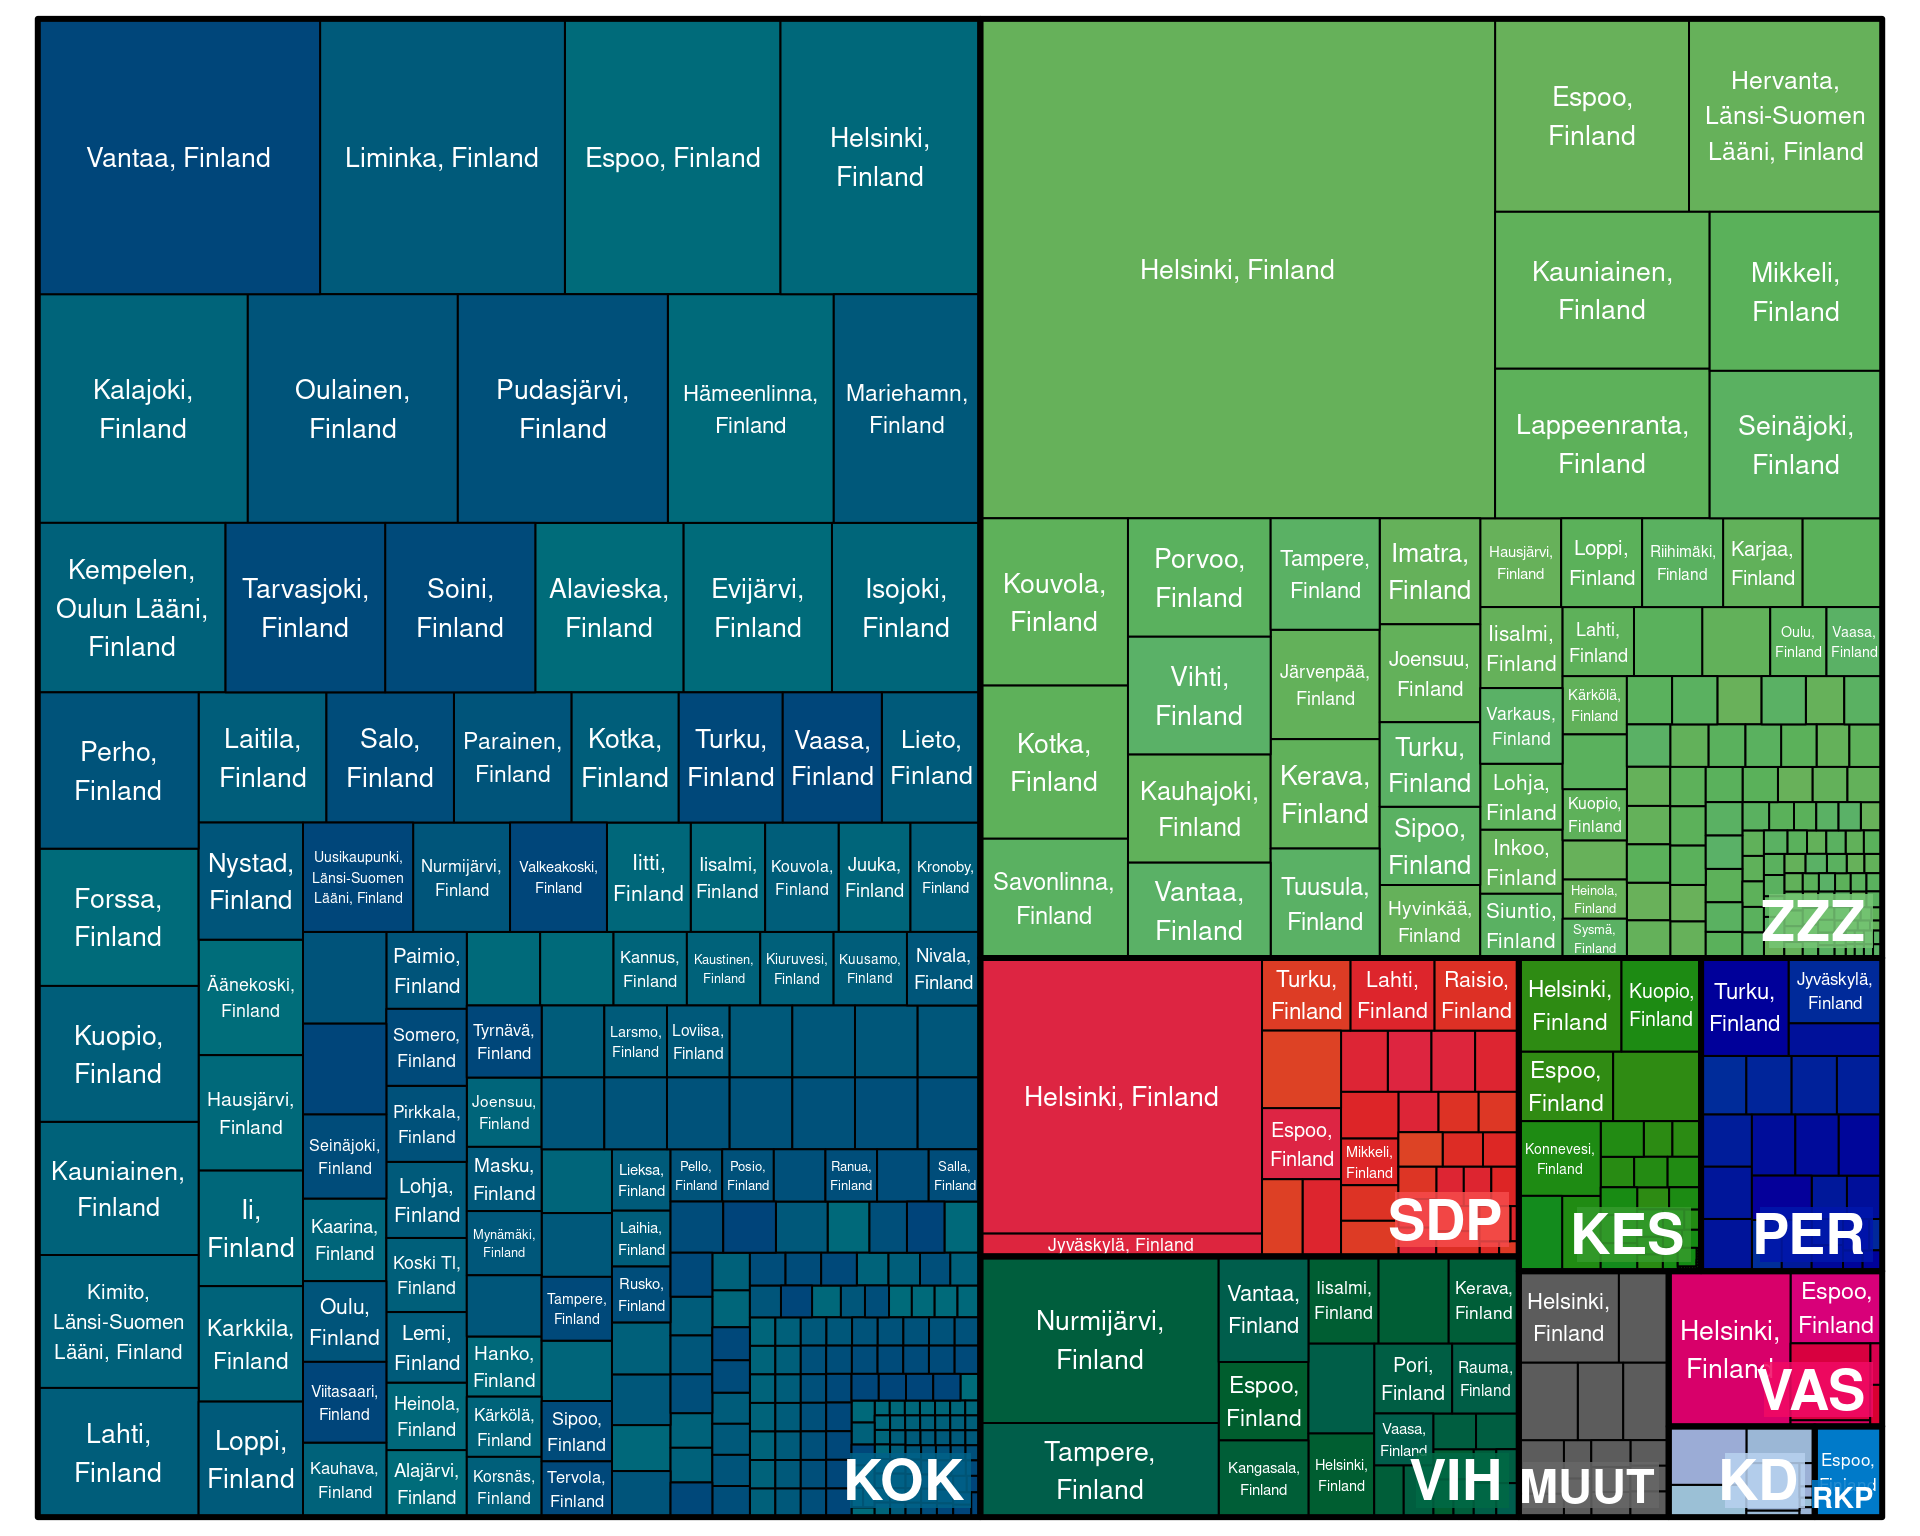 Vantaa, Finland
Liminka, Finland
Espoo, Finland
Helsinki,
Finland
Kalajoki,
Finland
Oulainen,
Finland
Pudasjärvi,
Finland
Hämeenlinna,
Finland
Mariehamn,
Finland
Kempelen,
Oulun Lääni,
Finland
Tarvasjoki,
Finland
Soini,
Finland
Alavieska,
Finland
Evijärvi,
Finland
Isojoki,
Finland
Perho,
Finland
Laitila,
Finland
Salo,
Finland
Parainen,
Finland
Kotka,
Finland
Turku,
Finland
Vaasa,
Finland
Lieto,
Finland
Forssa,
Finland
Nystad,
Finland
Uusikaupunki,
Länsi-Suomen
Lääni, Finland
Nurmijärvi,
Finland
Valkeakoski,
Finland
Iitti,
Finland
Iisalmi,
Finland
Kouvola,
Finland
Juuka,
Finland
Kronoby,
Finland
Kuopio,
Finland
Äänekoski,
Finland
Paimio,
Finland
Kannus,
Finland
Kaustinen,
Finland
Kiuruvesi,
Finland
Kuusamo,
Finland
Nivala,
Finland
Hausjärvi,
Finland
Somero,
Finland
Tyrnävä,
Finland
Larsmo,
Finland
Loviisa,
Finland
Kauniainen,
Finland
Seinäjoki,
Finland
Pirkkala,
Finland
Joensuu,
Finland
Ii,
Finland
Kaarina,
Finland
Lohja,
Finland
Masku,
Finland
Lieksa,
Finland
Pello,
Finland
Posio,
Finland
Ranua,
Finland
Salla,
Finland
Mynämäki,
Finland
Laihia,
Finland
Kimito,
Länsi-Suomen
Lääni, Finland
Karkkila,
Finland
Oulu,
Finland
Koski Tl,
Finland
Tampere,
Finland
Rusko,
Finland
Lemi,
Finland
Hanko,
Finland
Viitasaari,
Finland
Heinola,
Finland
Kärkölä,
Finland
Sipoo,
Finland
Lahti,
Finland
Loppi,
Finland
Kauhava,
Finland
Alajärvi,
Finland
Korsnäs,
Finland
Tervola,
Finland
KOK
Helsinki, Finland
Espoo,
Finland
Hervanta,
Länsi-Suomen
Lääni, Finland
Kauniainen,
Finland
Mikkeli,
Finland
Lappeenranta,
Finland
Seinäjoki,
Finland
Kouvola,
Finland
Porvoo,
Finland
Tampere,
Finland
Imatra,
Finland
Hausjärvi,
Finland
Loppi,
Finland
Riihimäki,
Finland
Karjaa,
Finland
Kotka,
Finland
Vihti,
Finland
Järvenpää,
Finland
Joensuu,
Finland
Iisalmi,
Finland
Lahti,
Finland
Oulu,
Finland
Vaasa,
Finland
Kauhajoki,
Finland
Kerava,
Finland
Turku,
Finland
Varkaus,
Finland
Kärkölä,
Finland
Lohja,
Finland
Kuopio,
Finland
Savonlinna,
Finland
Vantaa,
Finland
Tuusula,
Finland
Sipoo,
Finland
Hyvinkää,
Finland
Inkoo,
Finland
Siuntio,
Finland
Heinola,
Finland
Sysmä,
Finland
ZZZ
Helsinki, Finland
Jyväskylä, Finland
Turku,
Finland
Lahti,
Finland
Raisio,
Finland
Espoo,
Finland
Mikkeli,
Finland
SDP
Helsinki,
Finland
Kuopio,
Finland
Espoo,
Finland
Konnevesi,
Finland
KES
Turku,
Finland
Jyväskylä,
Finland
PER
Nurmijärvi,
Finland
Tampere,
Finland
Vantaa,
Finland
Espoo,
Finland
Kangasala,
Finland
Iisalmi,
Finland
Kerava,
Finland
Pori,
Finland
Rauma,
Finland
Vaasa,
Finland
Helsinki,
Finland
VIH
Helsinki,
Finland
MUUT
Helsinki,
Finland
Espoo,
Finland
VAS
KD
Espoo,
Finland
RKP